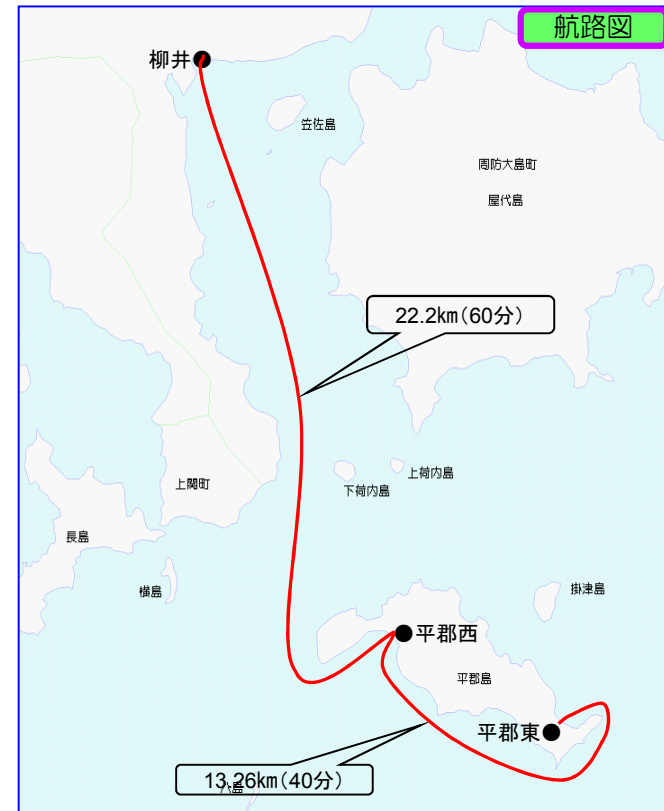 航路図
柳井
笠佐島
周防大島町
屋代島
22.2㎞(60分)
上荷内島
下荷内島
上関町
長島
横島
掛津島
平郡西
平郡島
平郡東
13.26㎞(40分)
八島